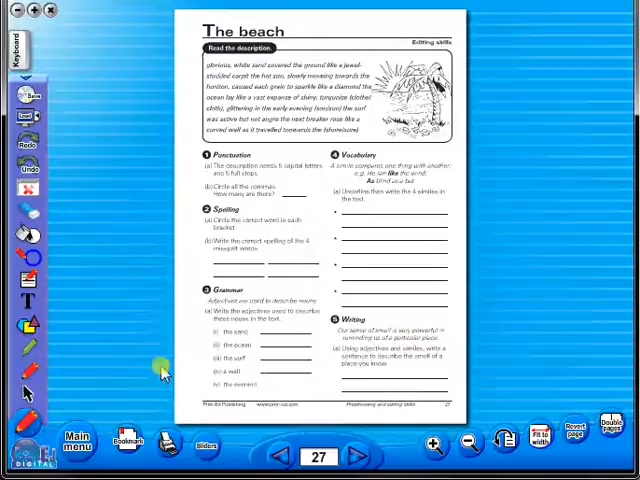 Keyboard
Save
Load
Redo
Undo
T
DIGITAL
The beach
Editing skills
Read the description.
glorious, white sand covered the ground like a jewel-
studded carpet the hot sun, slowly moveing towards the
horizon, caused each grain to sparkle like a diamond the
ocean lay like a vast expanse of shiny, turquoise (clothe/
cloth), glittering in the early evening (son/sun) the surf
was active but not angre the next breaker rose like a
curved wall as it travelled towards the (shore/sure)
1 Punctuation
(a) The description needs 5 capital letters
and 5 full stops.
(b) Circle all the commas.
How many are there?
2 Spelling
(a) Circle the correct word in each
bracket.
(b) Write the correct spelling of the 4
misspelt words.
3 Grammar
Adjectives are used to describe nouns.
(a) Write the adjectives used to describe
these nouns in the text.
(i) the sand
(ii) the ocean
(iii) the surf
(iv) a wall
(v) the evening
4 Vocabulary
A simile compares one thing with another;
e.g. He ran like the wind.
As blind as a bat
(a) Underline then write the 4 similes in
the text.
5 Writing
Our sense of smell is very powerful in
reminding us of a particular place.
(a) Using adjectives and similes, write a
sentence to describe the smell of a
place you know.
Prim-Ed Publishing www.prim-ed.com Proofreading and editing skills 27
Main
menu
Bookmark
Sliders
27
Fit to
width
Revert
page
Double
pages